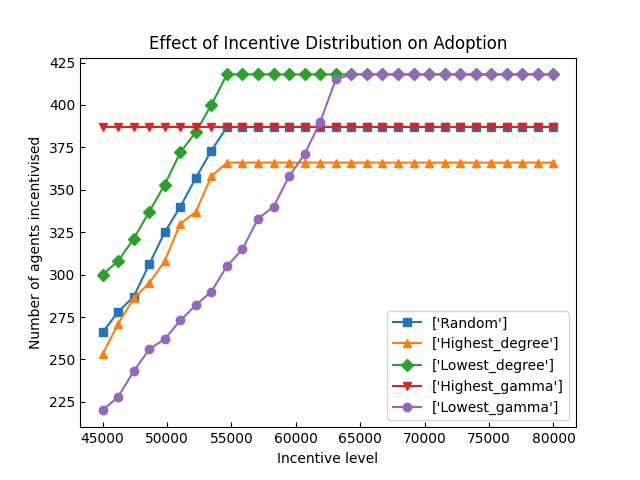 Effect of Incentive Distribution on Adoption
Number of agents incentivised
425
400
375
350
325
300
275
250
225
45000 50000 55000 60000 65000 70000 75000 80000
Incentive level
['Random']
['Highest_degree']
['Lowest_degree']
['Highest_gamma']
['Lowest_gamma']